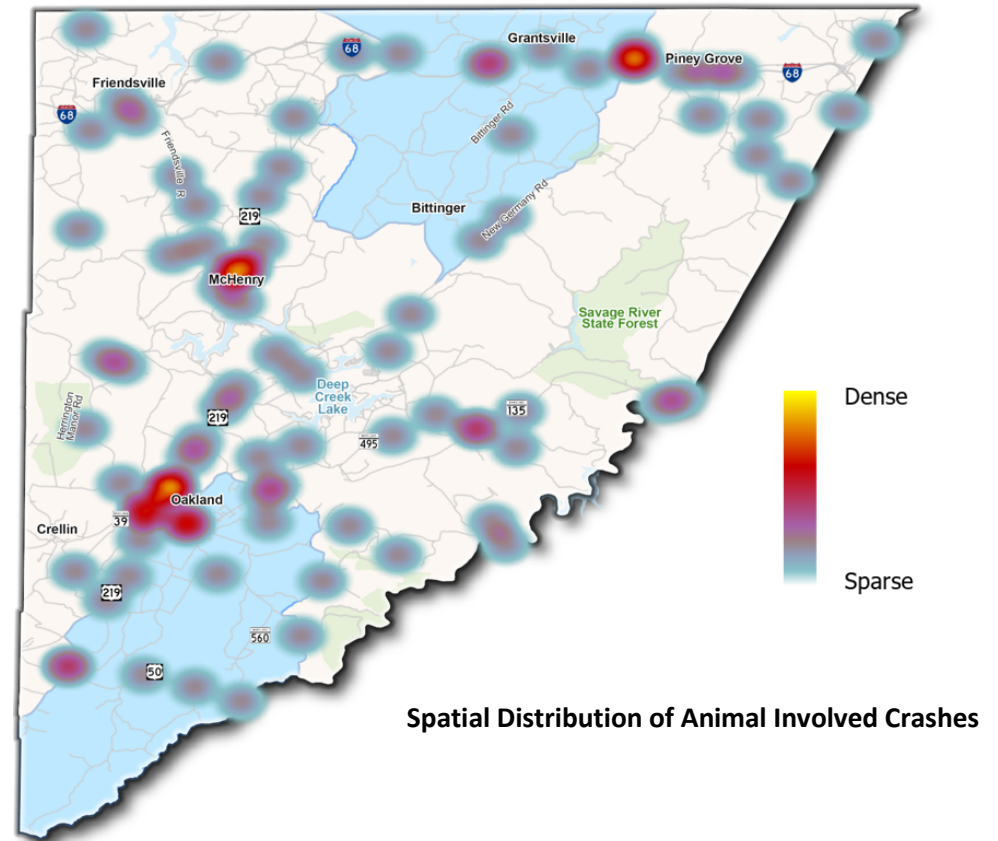 Grantsville
68
Piney Grove
68
Friendsville
68
Bittinger Rd
Friendsville R
New Germany Rd
Bittinger
219
McHenry
Savage River
State Forest
Deep
Creek
Lake
Herrington
Manor Rd
219
135
495
Dense
Oakland
39
Crellin
Sparse
219
560
50
Spatial Distribution of Animal Involved Crashes